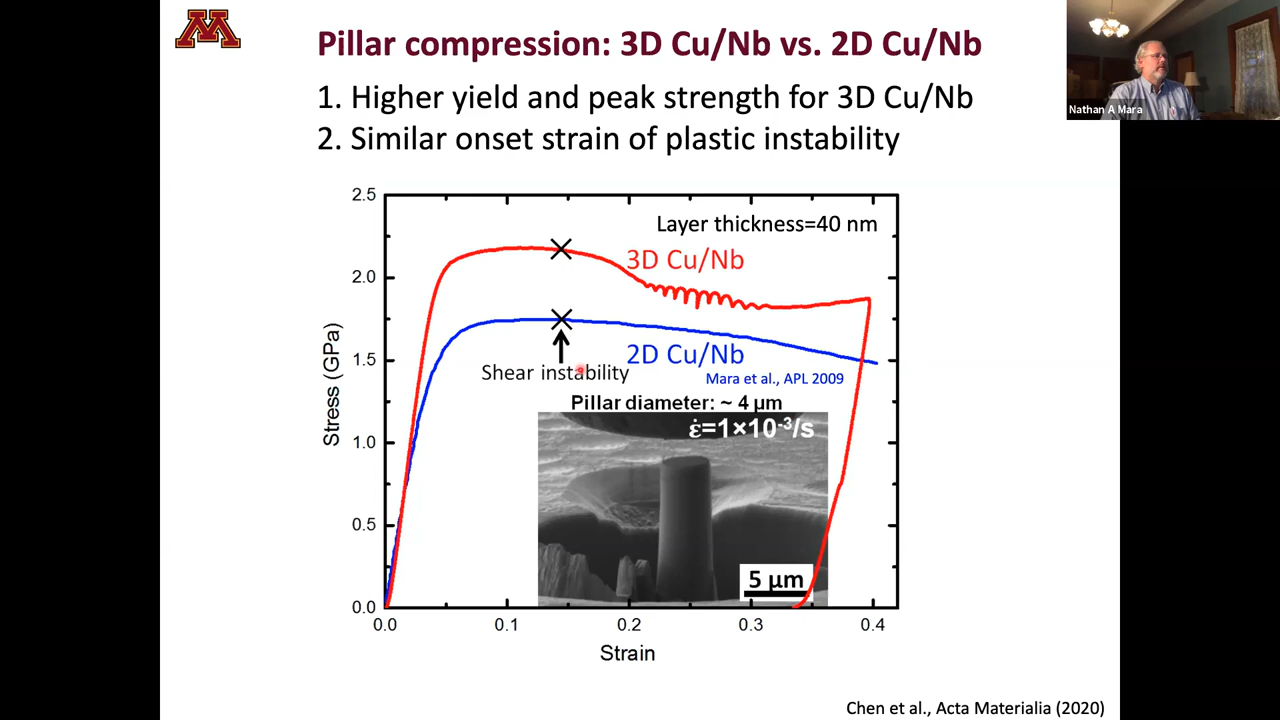 M
Pillar compression: 3D Cu/Nb vs. 2D Cu/Nb
1. Higher yield and peak strength for 3D Cu/Nb
2. Similar onset strain of plastic instability
Nathan A Mara
2.5
2.0
1.5
1.0
0.5
0.0
Stress (GPa)
Layer thickness=40 nm
3D Cu/Nb
2D Cu/Nb
Shear instability
Mara et al., APL 2009
Pillar diameter: ~ 4 μm
ε̇=1×10⁻³/s
5 μm
0.0 0.1 0.2 0.3 0.4
Strain
Chen et al., Acta Materialia (2020)